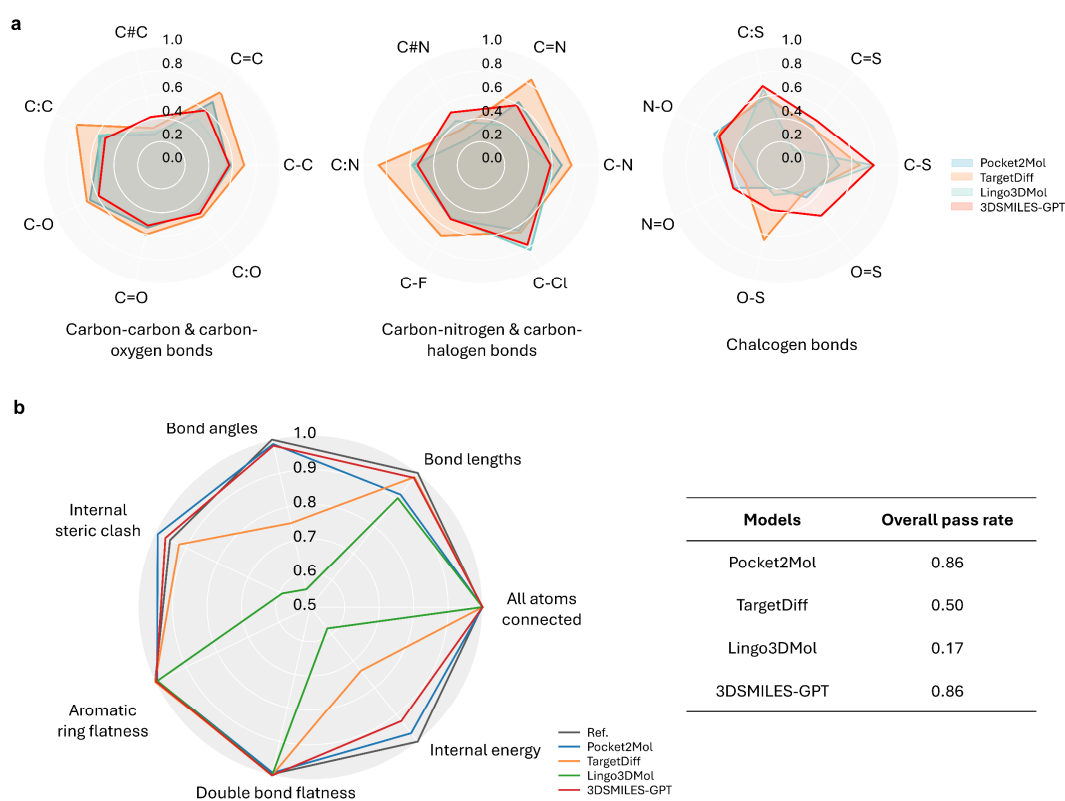 a
C#C
1.0
C=C
0.8
0.6
0.4
0.2
0.0
C:C
C-C
C-O
C:O
C=O
Carbon-carbon & carbon-
oxygen bonds
C#N
1.0
C=N
0.8
0.6
0.4
0.2
0.0
C:N
C-N
C-F
C-Cl
Carbon-nitrogen & carbon-
halogen bonds
C:S
1.0
C=S
0.8
0.6
0.4
0.2
0.0
N-O
C-S
N=O
O=S
O-S
Chalcogen bonds
Pocket2Mol
TargetDiff
Lingo3DMol
3DSMILES-GPT
b
Bond angles
1.0
0.9
0.8
0.7
0.6
0.5
Bond lengths
Internal
steric clash
All atoms
connected
Aromatic
ring flatness
Internal energy
Double bond flatness
Ref.
Pocket2Mol
TargetDiff
Lingo3DMol
3DSMILES-GPT
Models Overall pass rate
Pocket2Mol 0.86
TargetDiff 0.50
Lingo3DMol 0.17
3DSMILES-GPT 0.86